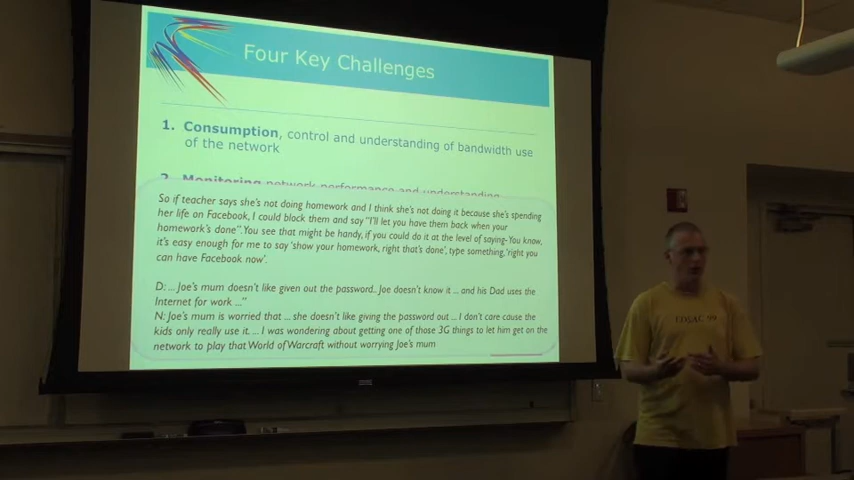 Four Key Challenges
1. Consumption, control and understanding of bandwidth use
of the network
2. Monitoring network performance and understanding
So if teacher says she's not doing homework and I think she's not doing it because she's spending
her life on Facebook, I could block them and say "I'll let you have them back when your
homework's done". You see that might be handy, if you could do it at the level of saying-You know,
it's easy enough for me to say 'show your homework, right that's done', type something, 'right you
can have Facebook now'.
D: ... Joe's mum doesn't like given out the password.. Joe doesn't know it ... and his Dad uses the
Internet for work ..."
N: Joe's mum is worried that ... she doesn't like giving the password out ... I don't care cause the
kids only really use it. ... I was wondering about getting one of those 3G things to let him get on the
network to play that World of Warcraft without worrying Joe's mum